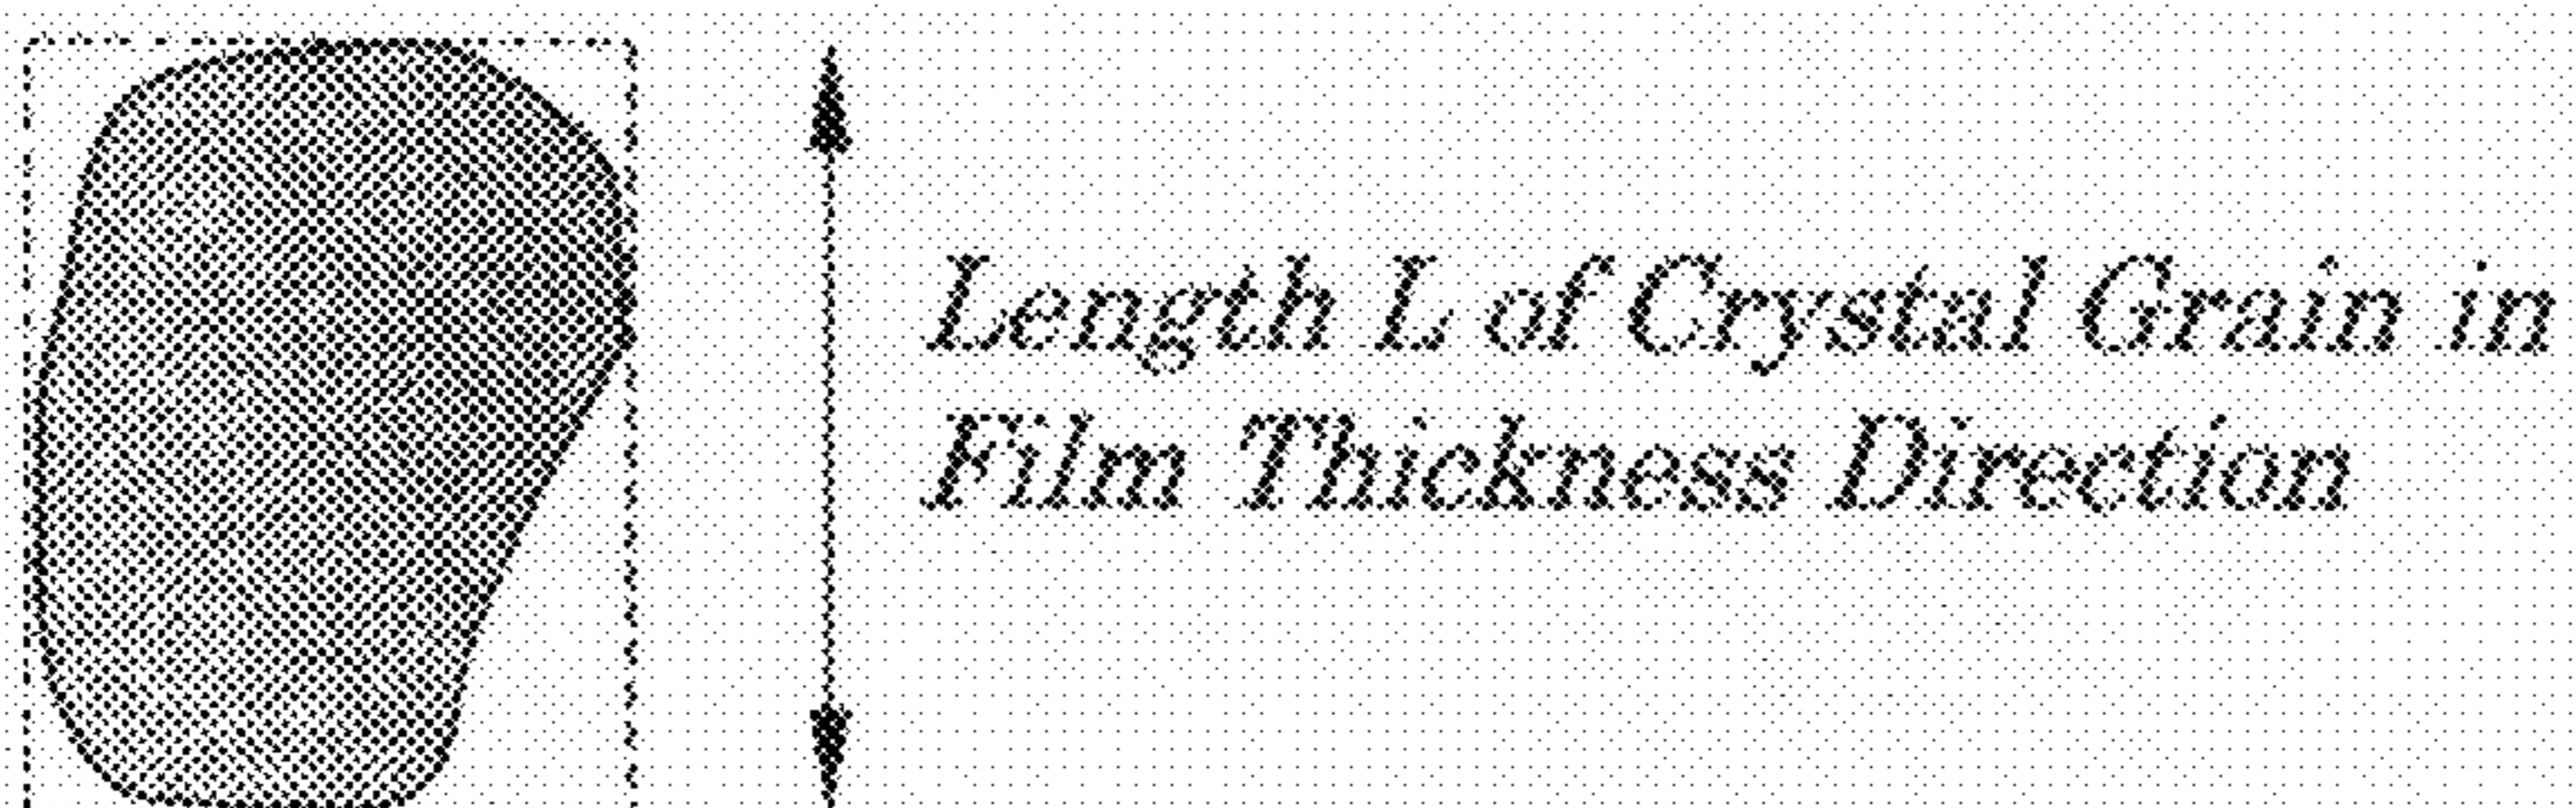 Length L of Crystal Grain in
Film Thickness Direction